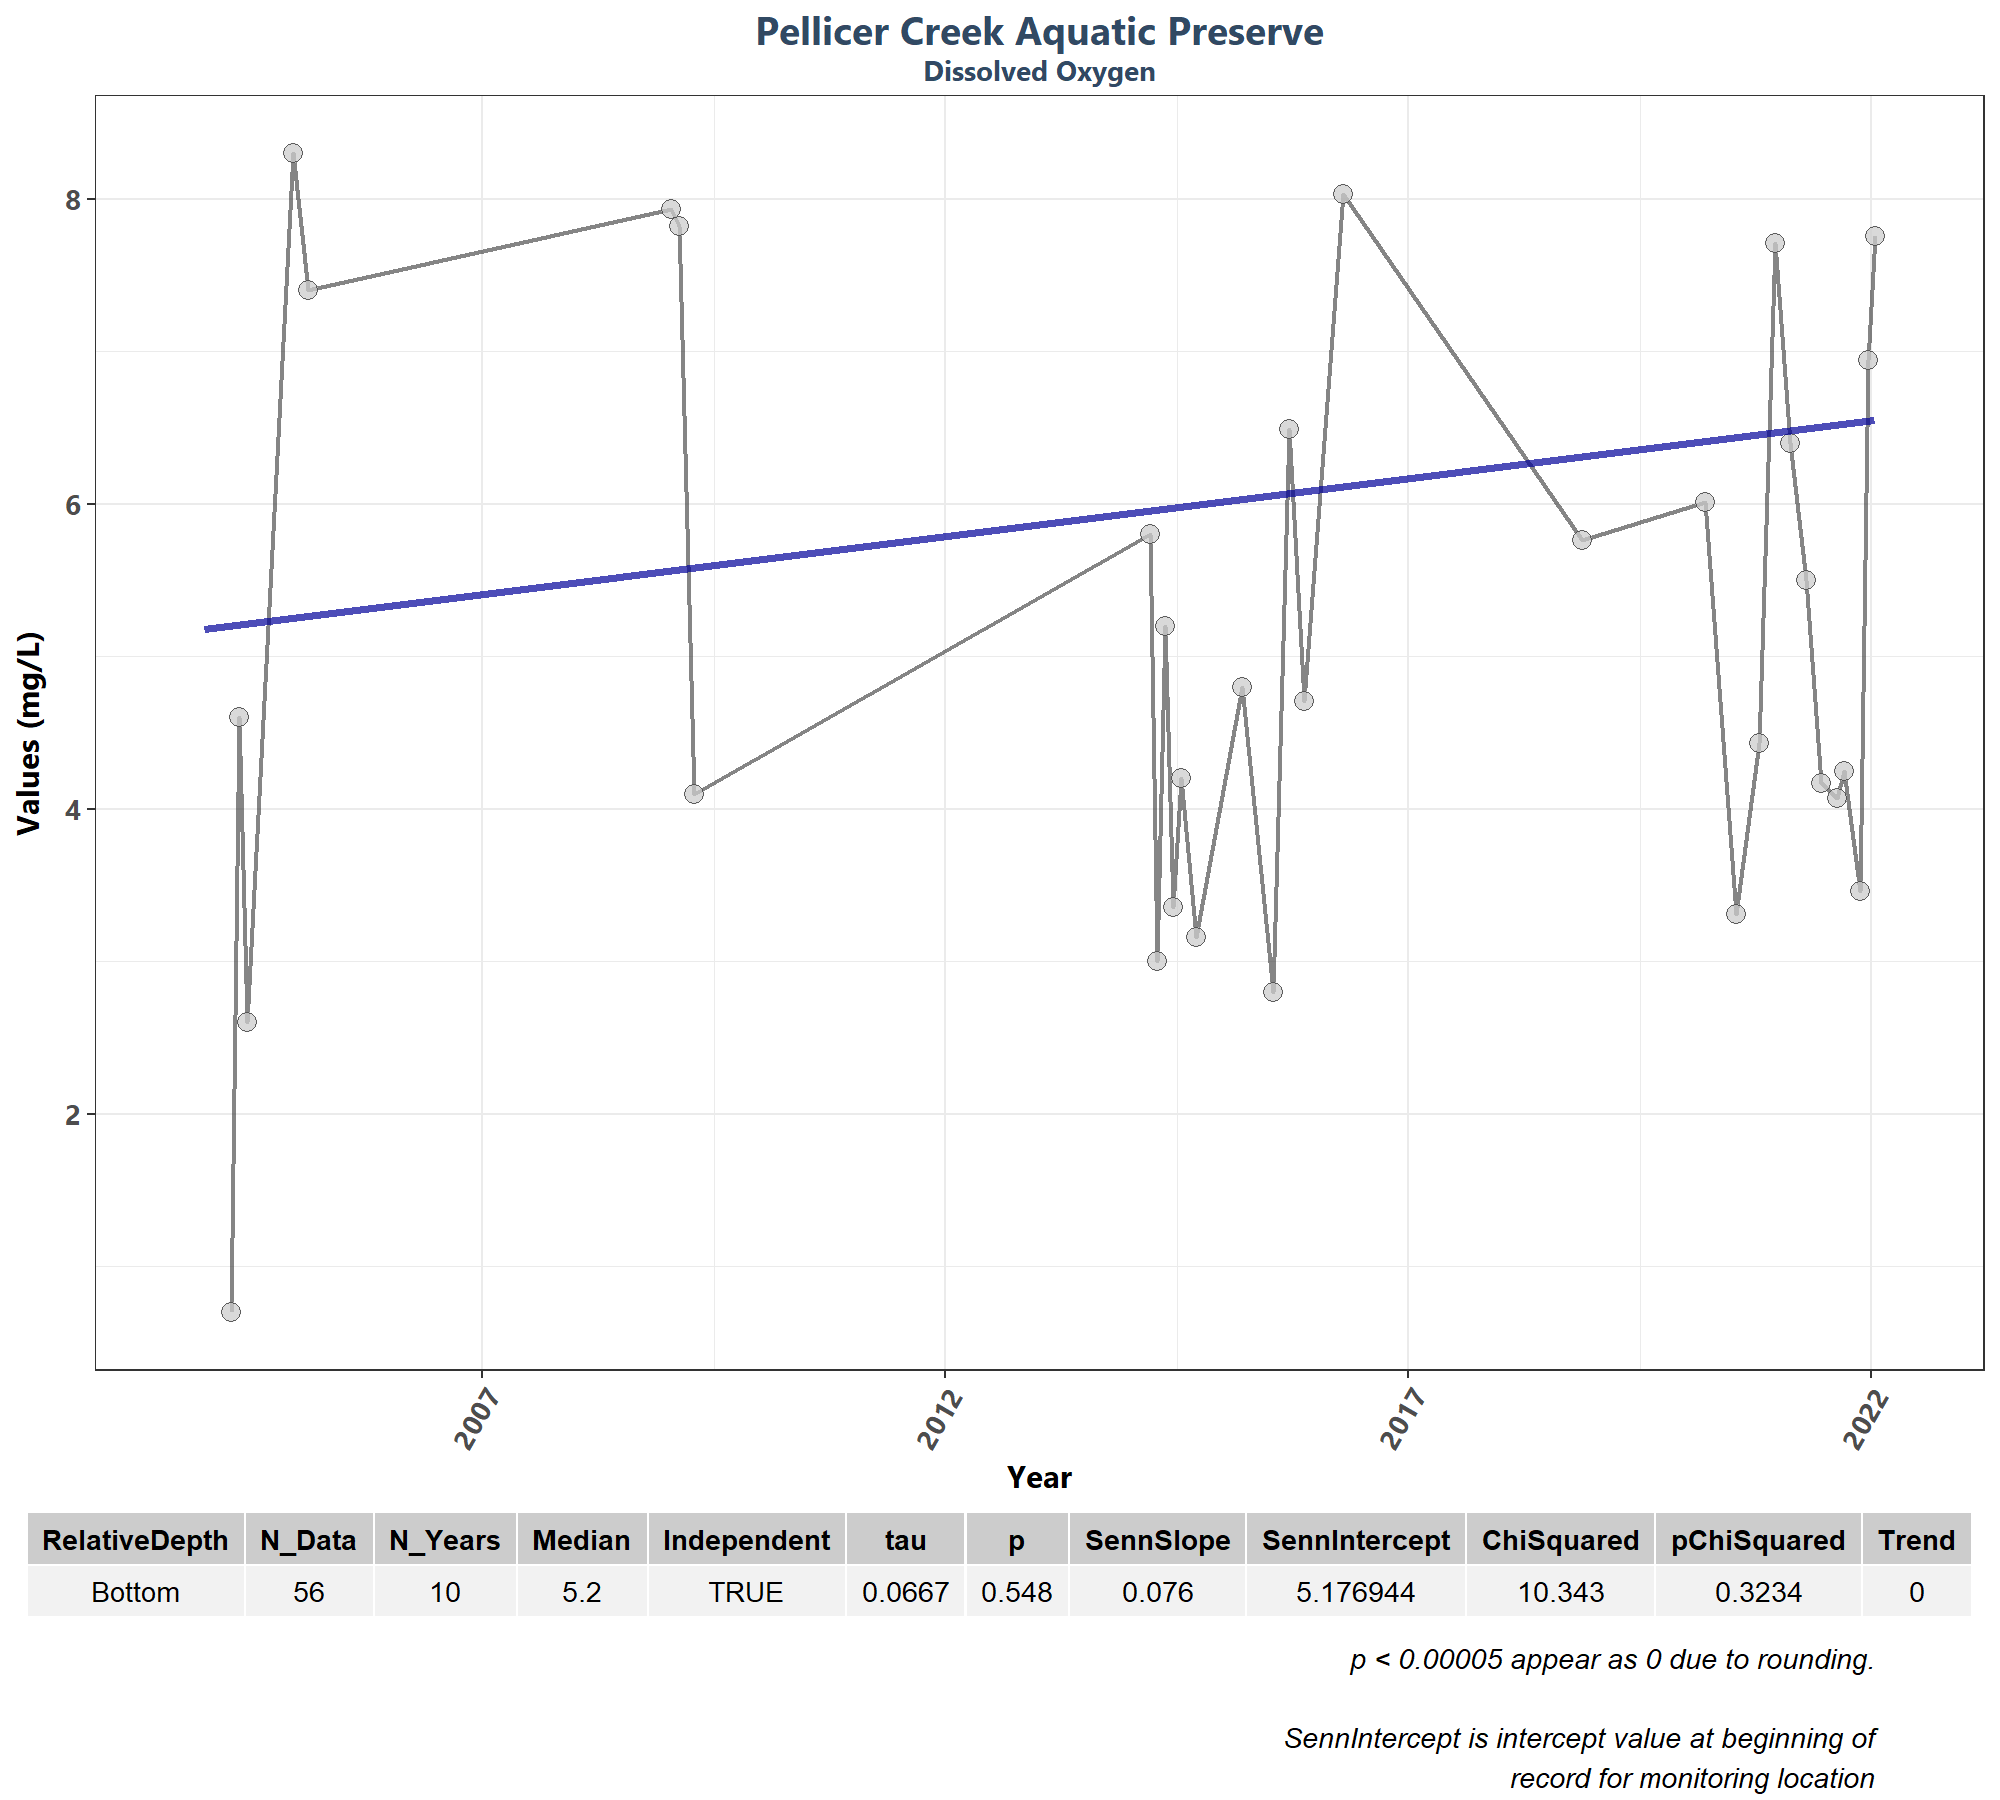 Pellicer Creek Aquatic Preserve
Dissolved Oxygen
8
6
4
2
Values (mg/L)
2007
2012
2017
2022
Year
RelativeDepth N_Data N_Years Median Independent tau p SennSlope SennIntercept ChiSquared pChiSquared Trend
Bottom 56 10 5.2 TRUE 0.0667 0.548 0.076 5.176944 10.343 0.3234 0
p < 0.00005 appear as 0 due to rounding.
SennIntercept is intercept value at beginning of
record for monitoring location